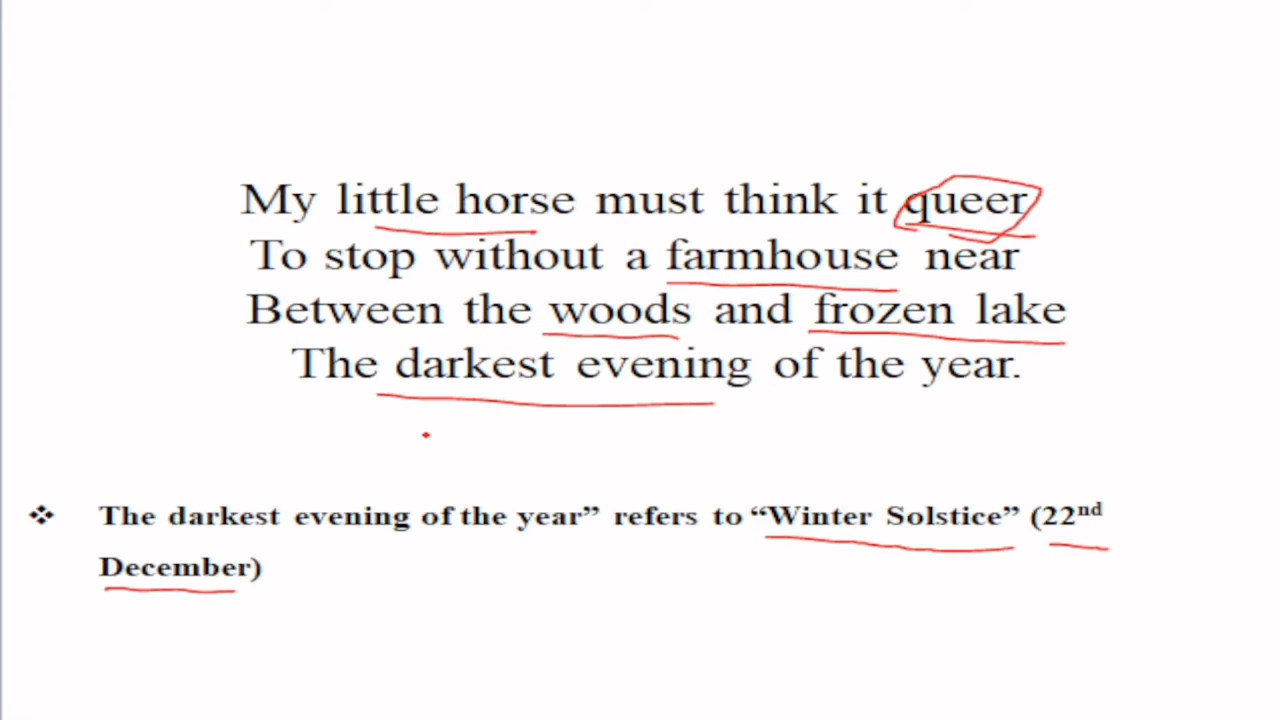 My little horse must think it queer
To stop without a farmhouse near
Between the woods and frozen lake
The darkest evening of the year.
❖ The darkest evening of the year” refers to “Winter Solstice” (22nd
December)